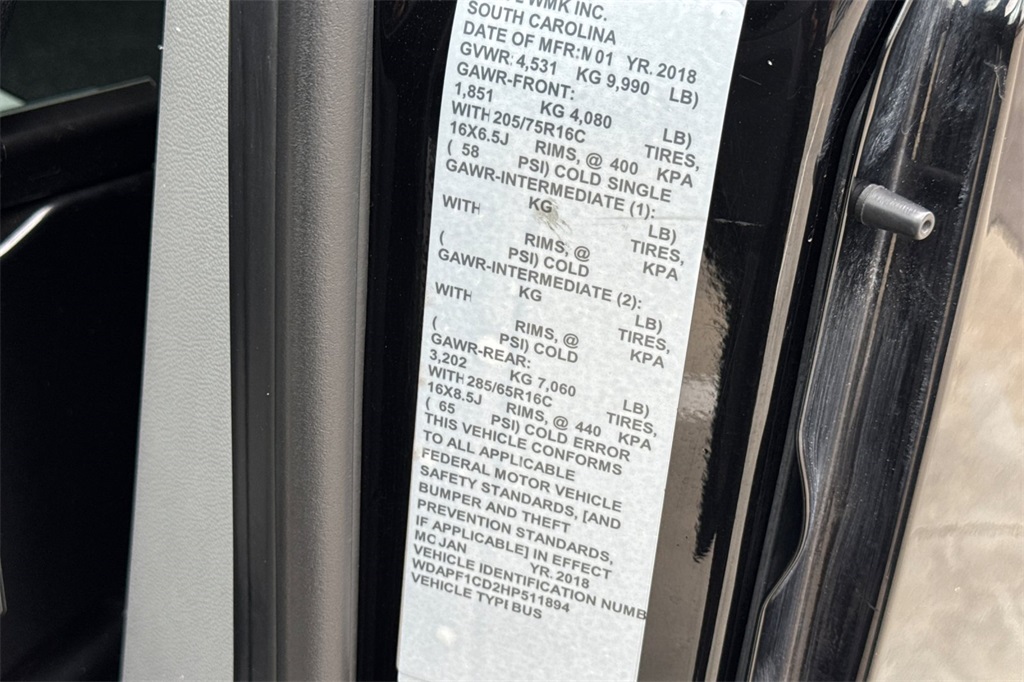 WMK INC.
SOUTH CAROLINA
DATE OF MFR:M 01 YR. 2018
GVWR: 4,531 KG 9,990 LB)
GAWR-FRONT:
1,851 KG 4,080 LB)
WITH 205/75R16C TIRES,
16X6.5J RIMS, @ 400 KPA
( 58 PSI) COLD SINGLE
GAWR-INTERMEDIATE (1):
KG LB)
WITH TIRES,
RIMS, @ KPA
( PSI) COLD
GAWR-INTERMEDIATE (2):
KG LB)
WITH TIRES,
RIMS, @ KPA
( PSI) COLD
GAWR-REAR:
3,202 KG 7,060 LB)
WITH 285/65R16C TIRES,
16X8.5J RIMS, @ 440 KPA
( 65 PSI) COLD ERROR
THIS VEHICLE CONFORMS
TO ALL APPLICABLE
FEDERAL MOTOR VEHICLE
SAFETY STANDARDS, [AND
BUMPER AND THEFT
PREVENTION STANDARDS,
IF APPLICABLE] IN EFFECT
MO JAN YR. 2018
VEHICLE IDENTIFICATION NUMB
WDAPF1CD2HP511894
VEHICLE TYPI BUS